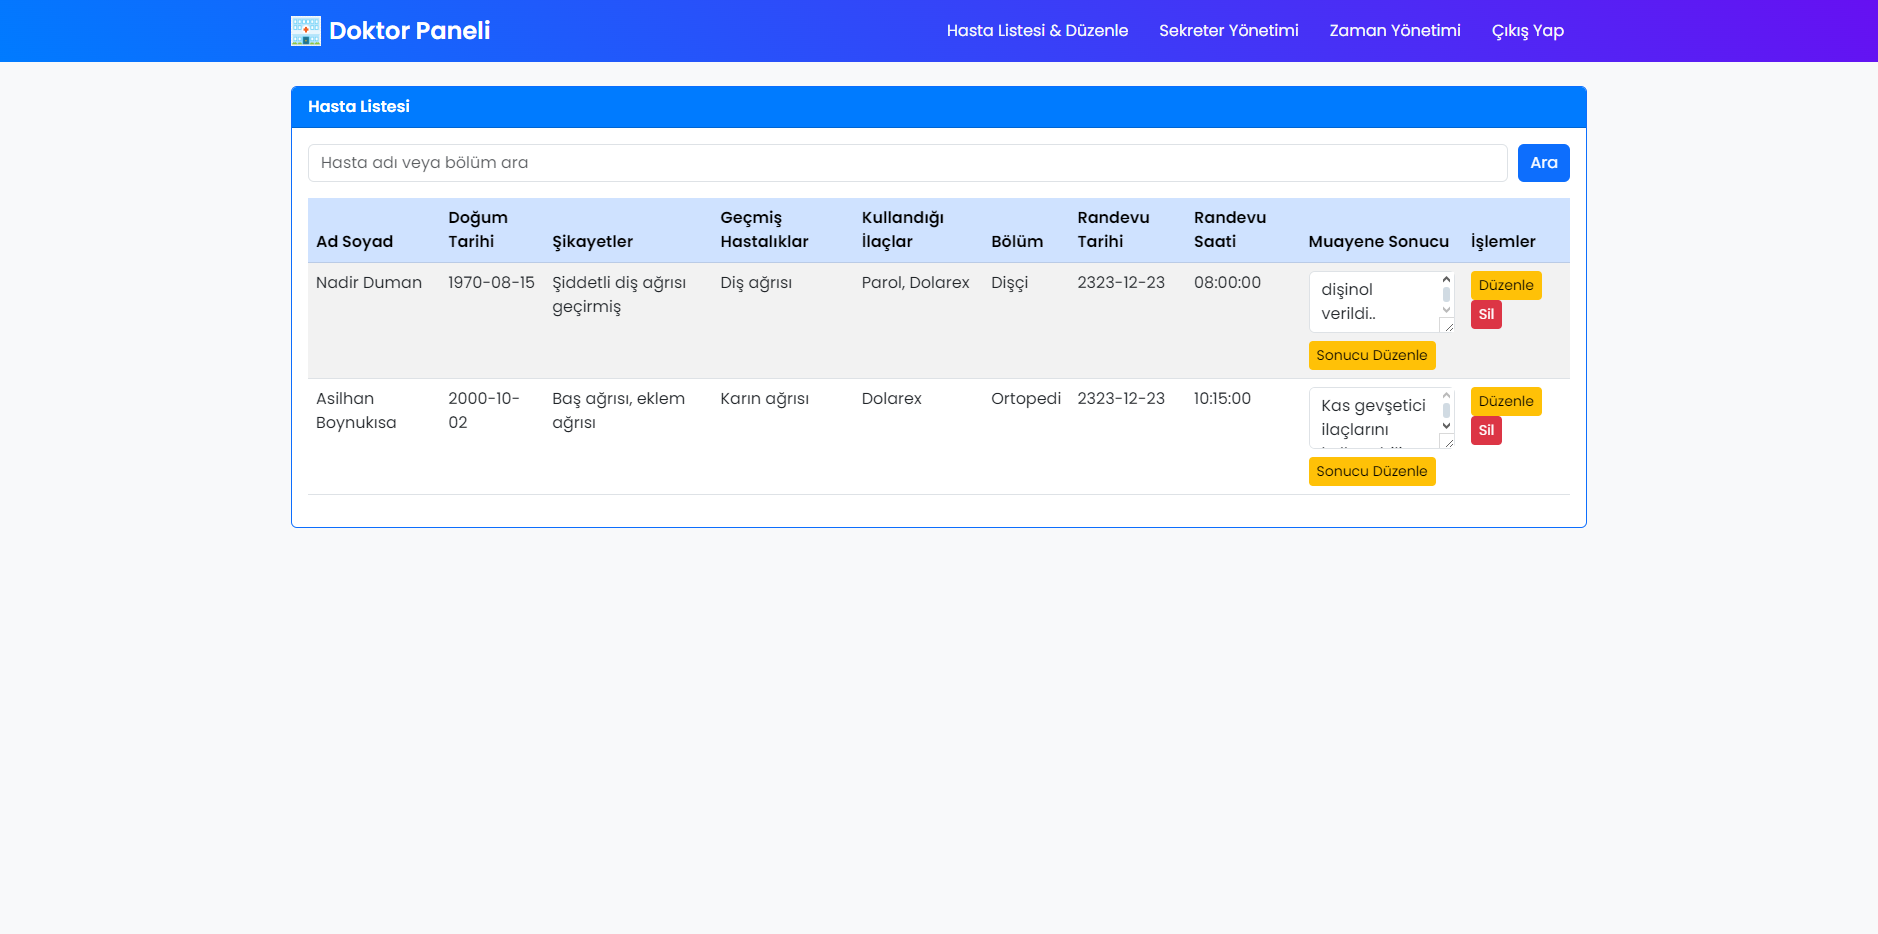 Doktor Paneli
Hasta Listesi & Düzenle
Sekreter Yönetimi
Zaman Yönetimi
Çıkış Yap
Hasta Listesi
Hasta adı veya bölüm ara
Ara
Ad Soyad
Doğum
Tarihi
Şikayetler
Geçmiş
Hastalıklar
Kullandığı
İlaçlar
Bölüm
Randevu
Tarihi
Randevu
Saati
Muayene Sonucu
İşlemler
Nadir Duman
1970-08-15
Şiddetli diş ağrısı
geçirmiş
Diş ağrısı
Parol, Dolarex
Dişçi
2323-12-23
08:00:00
dişinol
verildi..
Sonucu Düzenle
Düzenle
Sil
Asilhan
Boynukısa
2000-10-
02
Baş ağrısı, eklem
ağrısı
Karın ağrısı
Dolarex
Ortopedi
2323-12-23
10:15:00
Kas gevşetici
ilaçlarını
Sonucu Düzenle
Düzenle
Sil